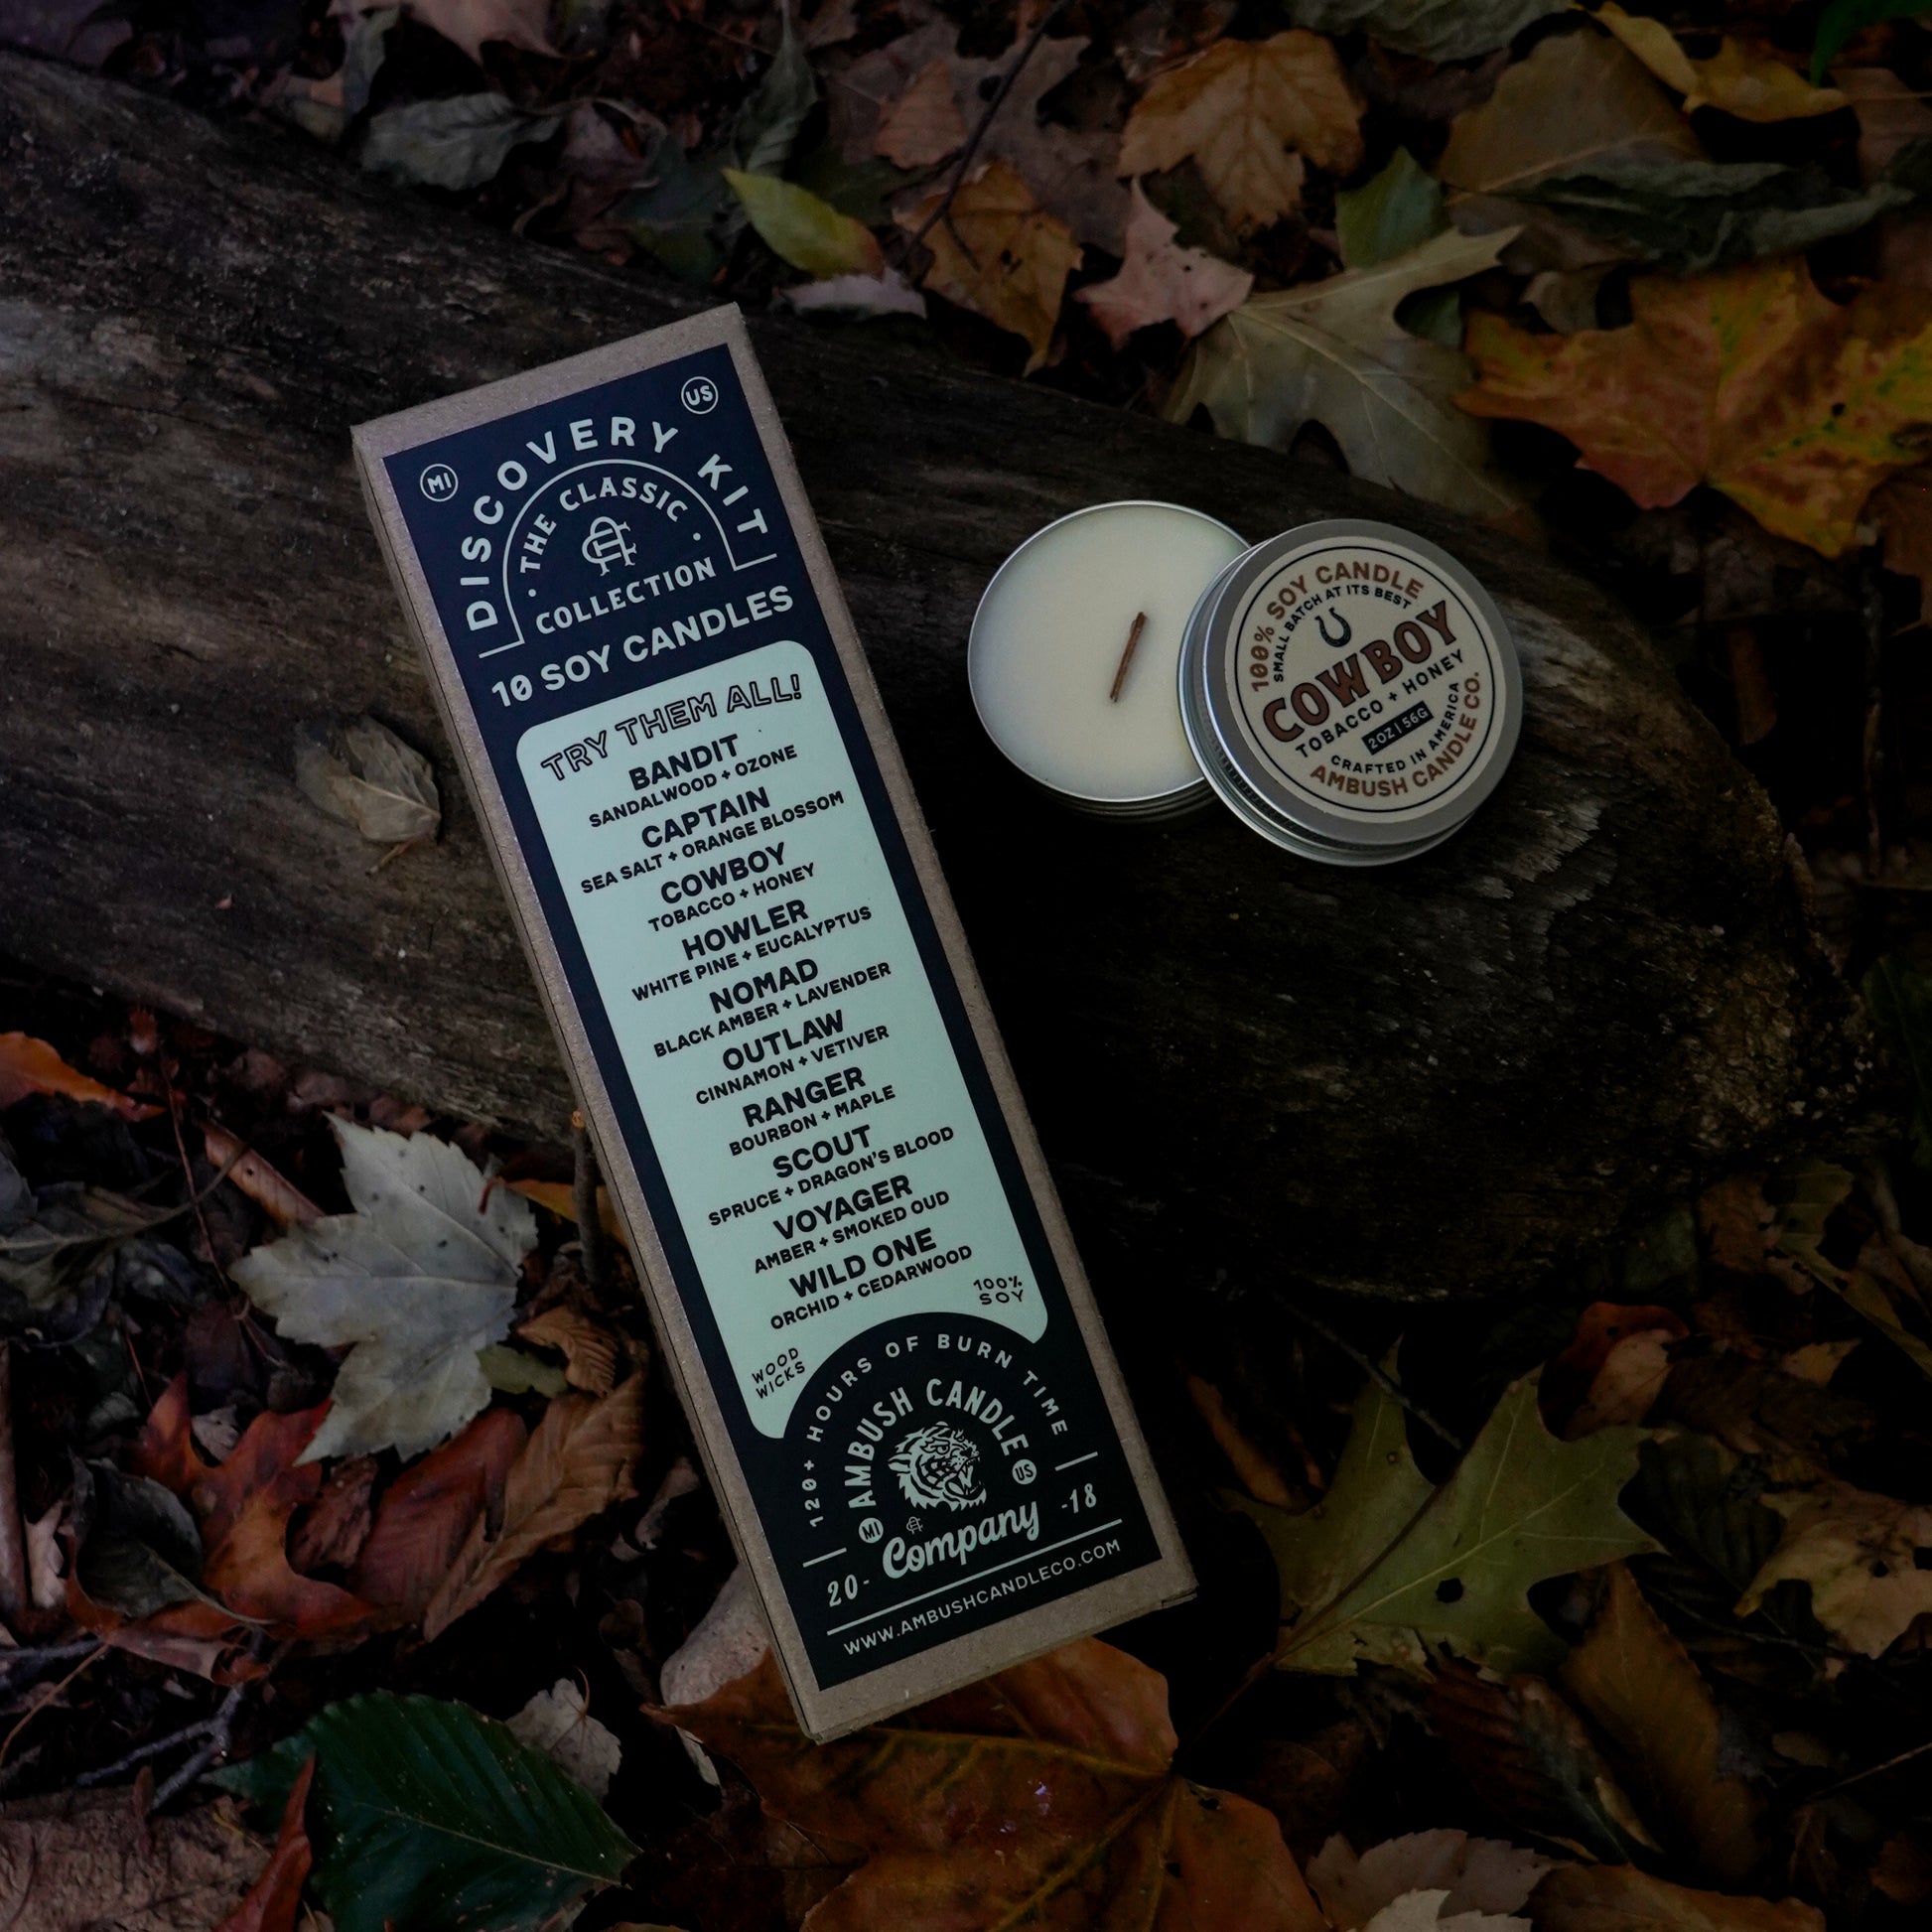 MI
US
DISCOVERY KIT
THE CLASSIC
CA
COLLECTION
10 SOY CANDLES
TRY THEM ALL!
BANDIT
SANDALWOOD + OZONE
CAPTAIN
SEA SALT + ORANGE BLOSSOM
COWBOY
TOBACCO + HONEY
HOWLER
WHITE PINE + EUCALYPTUS
NOMAD
BLACK AMBER + LAVENDER
OUTLAW
CINNAMON + VETIVER
RANGER
BOURBON + MAPLE
SCOUT
SPRUCE + DRAGON'S BLOOD
VOYAGER
AMBER + SMOKED OUD
WILD ONE
ORCHID + CEDARWOOD
100%
SOY
WOOD
WICKS
120+ HOURS OF BURN TIME
AMBUSH CANDLE
MI
US
Company
20- -18
WWW.AMBUSHCANDLECO.COM
100% SOY CANDLE
SMALL BATCH AT ITS BEST
COWBOY
TOBACCO + HONEY
2OZ | 56G
CRAFTED IN AMERICA
AMBUSH CANDLE CO.